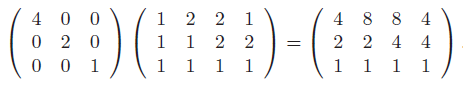 ( 4 0 0 ) ( 1 2 2 1 ) ( 4 8 8 4 )
( 0 2 0 ) ( 1 1 2 2 ) = ( 2 2 4 4 )
( 0 0 1 ) ( 1 1 1 1 ) ( 1 1 1 1 )